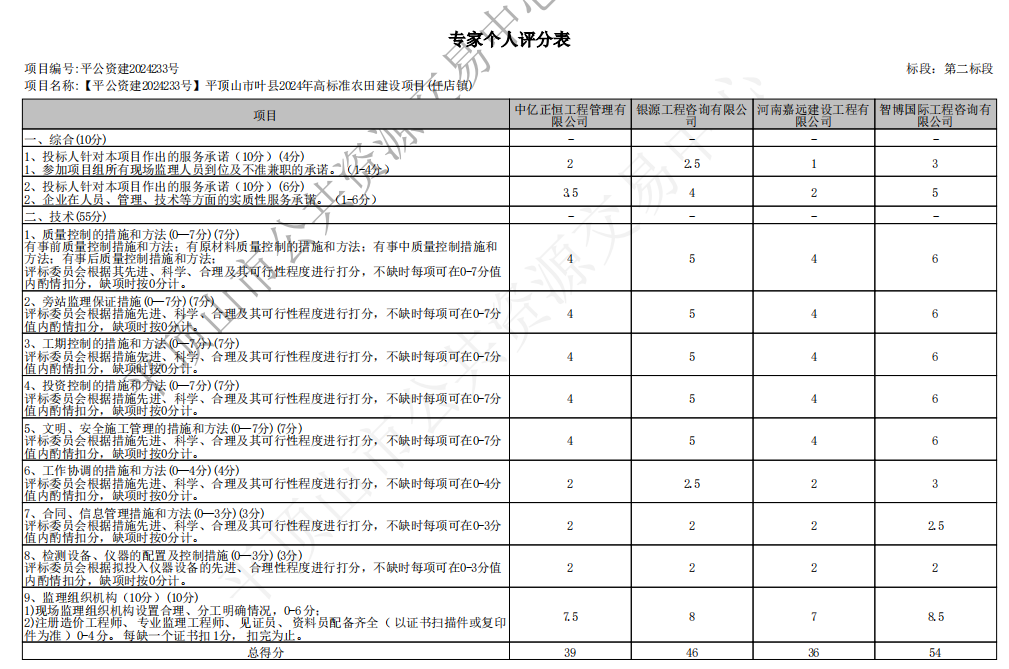 专家个人评分表
项目编号:平公资建2024233号
标段：第二标段
项目名称:【平公资建2024233号】平顶山市叶县2024年高标准农田建设项目(任店镇)
项目 中亿正恒工程管理有限公司 银源工程咨询有限公司 河南嘉远建设工程有限公司 智博国际工程咨询有限公司
一、综合(10分) — — — —
1、投标人针对本项目作出的服务承诺（10分）(4分)
1、参加项目组所有现场监理人员到位及不准兼职的承诺。（1-4分） 2 2.5 1 3
2、投标人针对本项目作出的服务承诺（10分）(6分)
2、企业在人员、管理、技术等方面的实质性服务承诺。（1-6分） 3.5 4 2 5
二、技术(55分) — — — —
1、质量控制的措施和方法(0—7分)(7分)
有事前质量控制措施和方法；有原材料质量控制的措施和方法；有事中质量控制措施和
方法；有事后质量控制措施和方法；
评标委员会根据其先进、科学、合理及其可行性程度进行打分，不缺时每项可在0-7分值
内酌情扣分，缺项时按0分计。 4 5 4 6
2、旁站监理保证措施(0—7分)(7分)
评标委员会根据措施先进、科学、合理及其可行性程度进行打分，不缺时每项可在0-7分
值内酌情扣分，缺项时按0分计。 4 5 4 6
3、工期控制的措施和方法(0—7分)(7分)
评标委员会根据措施先进、科学、合理及其可行性程度进行打分，不缺时每项可在0-7分
值内酌情扣分，缺项时按0分计。 4 5 4 6
4、投资控制的措施和方法(0—7分)(7分)
评标委员会根据措施先进、科学、合理及其可行性程度进行打分，不缺时每项可在0-7分
值内酌情扣分，缺项时按0分计。 4 5 4 6
5、文明、安全施工管理的措施和方法(0—7分)(7分)
评标委员会根据措施先进、科学、合理及其可行性程度进行打分，不缺时每项可在0-7分
值内酌情扣分，缺项时按0分计。 4 5 4 6
6、工作协调的措施和方法(0—4分)(4分)
评标委员会根据措施先进、科学、合理及其可行性程度进行打分，不缺时每项可在0-4分
值内酌情扣分，缺项时按0分计。 2 2.5 2 3
7、合同、信息管理措施和方法(0—3分)(3分)
评标委员会根据措施先进、科学、合理及其可行性程度进行打分，不缺时每项可在0-3分
值内酌情扣分，缺项时按0分计。 2 2 2 2.5
8、检测设备、仪器的配置及控制措施(0—3分)(3分)
评标委员会根据拟投入仪器设备的先进、合理性程度进行打分，不缺时每项可在0-3分值
内酌情扣分，缺项时按0分计。 2 2 2 2
9、监理组织机构（10分）(10分)
1)现场监理组织机构设置合理、分工明确情况，0-6分；
2)注册造价工程师、专业监理工程师、见证员、资料员配备齐全（以证书扫描件或复印
件为准）0-4分。每缺一个证书扣1分，扣完为止。 7.5 8 7 8.5
总得分 39 46 36 54
平顶山市公共资源交易中心
平顶山市公共资源交易中心